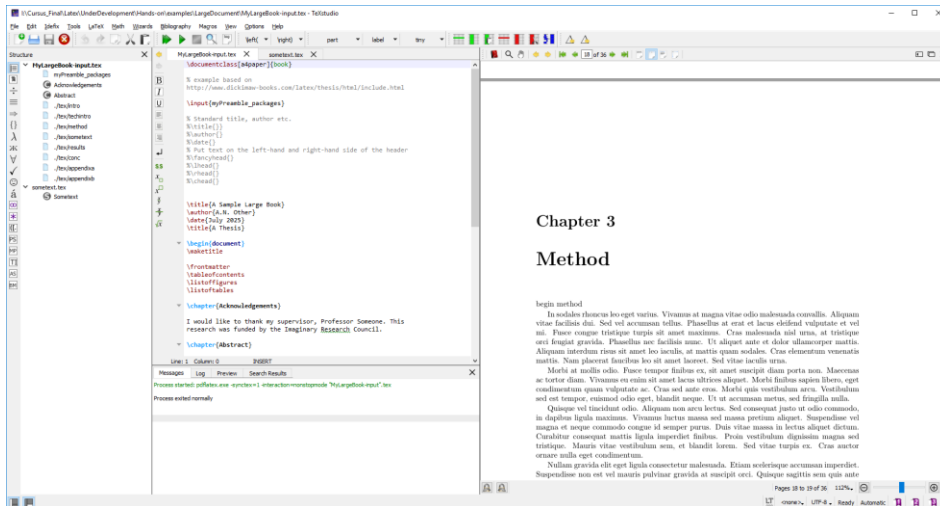 I:\Cursus_Final\Latex\UnderDevelopment\Hands-on\examples\LargeDocument\MyLargeBook-input.tex - TeXstudio
File Edit Idefix Tools LaTeX Math Wizards Bibliography Macros View Options Help
\left( \right) part label tiny
18 of 36
Structure
MyLargeBook-input.tex
myPreamble_packages
Acknowledgements
Abstract
./tex/intro
./tex/techintro
./tex/method
./tex/sometext
./tex/results
./tex/conc
./tex/appendixa
./tex/appendixb
sometext.tex
Sometext
MyLargeBook-input.tex sometext.tex
\documentclass[a4paper]{book}
% example based on
http://www.dickimaw-books.com/latex/thesis/html/include.html
\input{myPreamble_packages}
% Standard title, author etc.
%\title{}}
%\author{}
%\date{}
% Put text on the left-hand and right-hand side of the header
%\fancyhead{}
%\lhead{}
%\rhead{}
%\chead{}
\title{A Sample Large Book}
\author{A.N. Other}
\date{July 2025}
\title{A Thesis}
\begin{document}
\maketitle
\frontmatter
\tableofcontents
\listoffigures
\listoftables
\chapter{Acknowledgements}
I would like to thank my supervisor, Professor Someone. This
research was funded by the Imaginary Research Council.
\chapter{Abstract}
Line: 1 Column: 0 INSERT
Messages Log Preview Search Results
Process started: pdflatex.exe -synctex=1 -interaction=nonstopmode "MyLargeBook-input".tex
Process exited normally
Chapter 3
Method
begin method
In sodales rhoncus leo eget varius. Vivamus at magna vitae odio malesuada convallis. Aliquam
vitae facilisis dui. Sed vel accumsan tellus. Phasellus at erat et lacus eleifend vulputate et vel
mi. Fusce congue tristique turpis sit amet maximus. Cras malesuada nisl urna, at tristique
orci feugiat gravida. Phasellus nec facilisis nunc. Ut aliquet ante et dolor ullamcorper mattis.
Aliquam interdum risus sit amet leo iaculis, at mattis quam sodales. Cras elementum venenatis
mattis. Nam placerat faucibus leo sit amet laoreet. Sed vitae iaculis urna.
Morbi at mollis odio. Fusce tempor finibus ex, sit amet suscipit diam porta non. Maecenas
ac tortor diam. Vivamus eu enim sit amet lacus ultrices aliquet. Morbi finibus sapien libero, eget
condimentum quam vulputate ac. Cras sed ante eros. Morbi quis vestibulum arcu. Vestibulum
sed est tempor, euismod odio eget, blandit neque. Ut ut accumsan metus, sed fringilla nulla.
Quisque vel tincidunt odio. Aliquam non arcu lectus. Sed consequat justo ut odio commodo,
in dapibus ligula maximus. Vivamus luctus massa sed massa pretium aliquet. Suspendisse vel
magna et neque commodo congue id semper purus. Duis vitae massa in lectus aliquet dictum.
Curabitur consequat mattis ligula imperdiet finibus. Proin vestibulum dignissim magna sed
tristique. Mauris vitae vestibulum sem, et blandit lorem. Sed vitae turpis ex. Cras auctor
ornare nulla eget condimentum.
Nullam gravida elit eget ligula consectetur malesuada. Etiam scelerisque accumsan imperdiet.
Suspendisse non est vel mauris pulvinar gravida at suscipit orci. Quisque sagittis sem quis ante
Pages 18 to 19 of 36 112%
LT <none> UTF-8 Ready Automatic